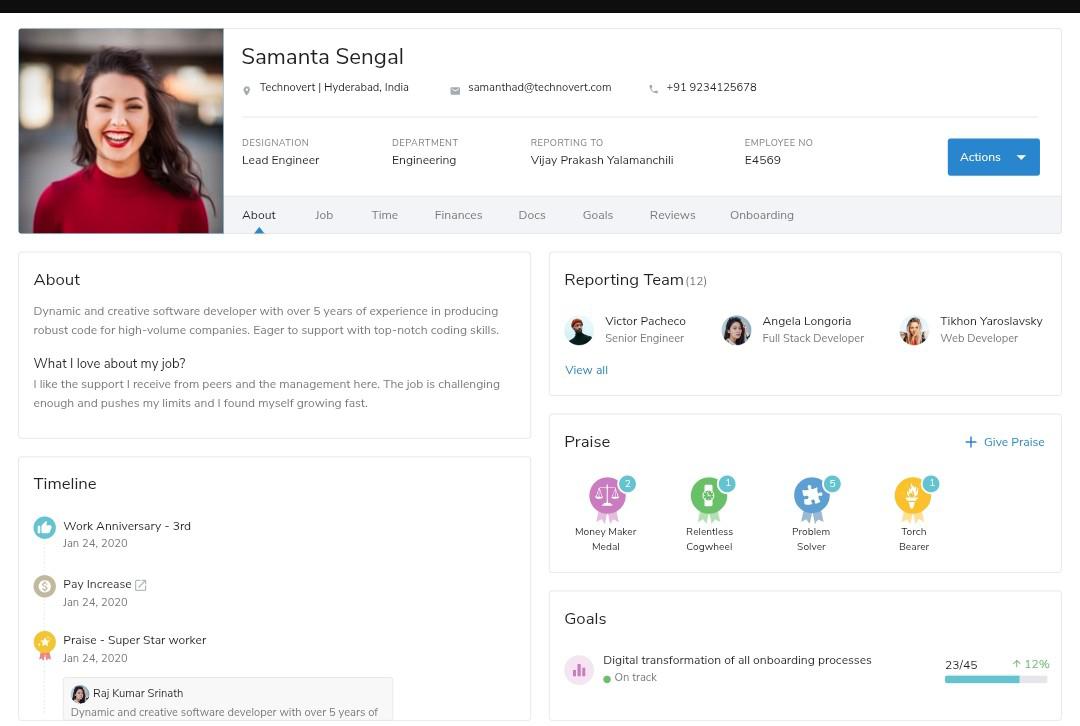 Samanta Sengal
Technovert | Hyderabad, India
samanthad@technovert.com
+91 9234125678
DESIGNATION
Lead Engineer
DEPARTMENT
Engineering
REPORTING TO
Vijay Prakash Yalamanchili
EMPLOYEE NO
E4569
Actions
About
Job
Time
Finances
Docs
Goals
Reviews
Onboarding
About
Dynamic and creative software developer with over 5 years of experience in producing
robust code for high-volume companies. Eager to support with top-notch coding skills.
What I love about my job?
I like the support I receive from peers and the management here. The job is challenging
enough and pushes my limits and I found myself growing fast.
Timeline
Work Anniversary - 3rd
Jan 24, 2020
Pay Increase
Jan 24, 2020
Praise - Super Star worker
Jan 24, 2020
Raj Kumar Srinath
Dynamic and creative software developer with over 5 years of
Reporting Team (12)
Victor Pacheco
Senior Engineer
Angela Longoria
Full Stack Developer
Tikhon Yaroslavsky
Web Developer
View all
Praise
Give Praise
2
Money Maker
Medal
1
Relentless
Cogwheel
5
Problem
Solver
1
Torch
Bearer
Goals
Digital transformation of all onboarding processes
On track
23/45
↑ 12%